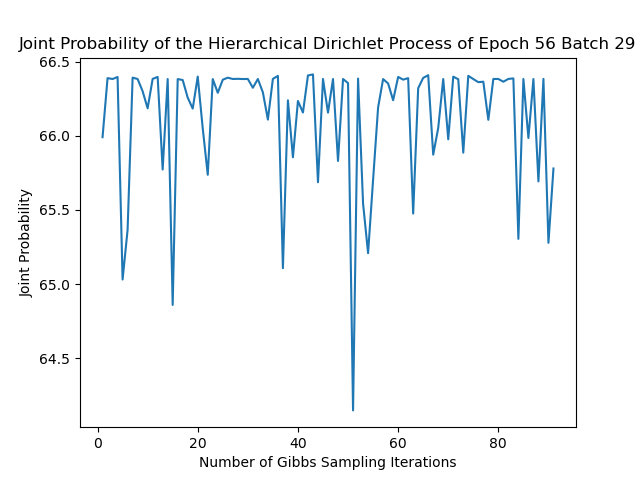 Joint Probability of the Hierarchical Dirichlet Process of Epoch 56 Batch 29
66.5
66.0
65.5
65.0
64.5
Joint Probability
0 20 40 60 80
Number of Gibbs Sampling Iterations